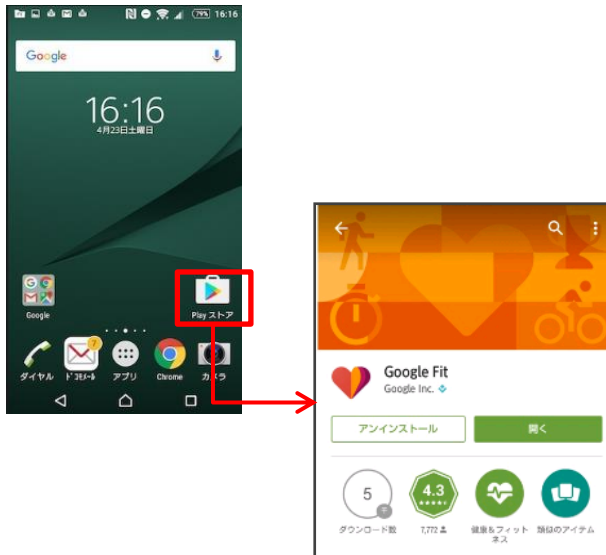 79% 16:16
Google
16:16
4月23日土曜日
Google
Play ストア
7
ダイヤル
ドコモメール
アプリ
Chrome
カメラ
Google Fit
Google Inc.
アンインストール
開く
5
千
ダウンロード数
4.3
7,772
健康&フィット
ネス
類似のアイテム